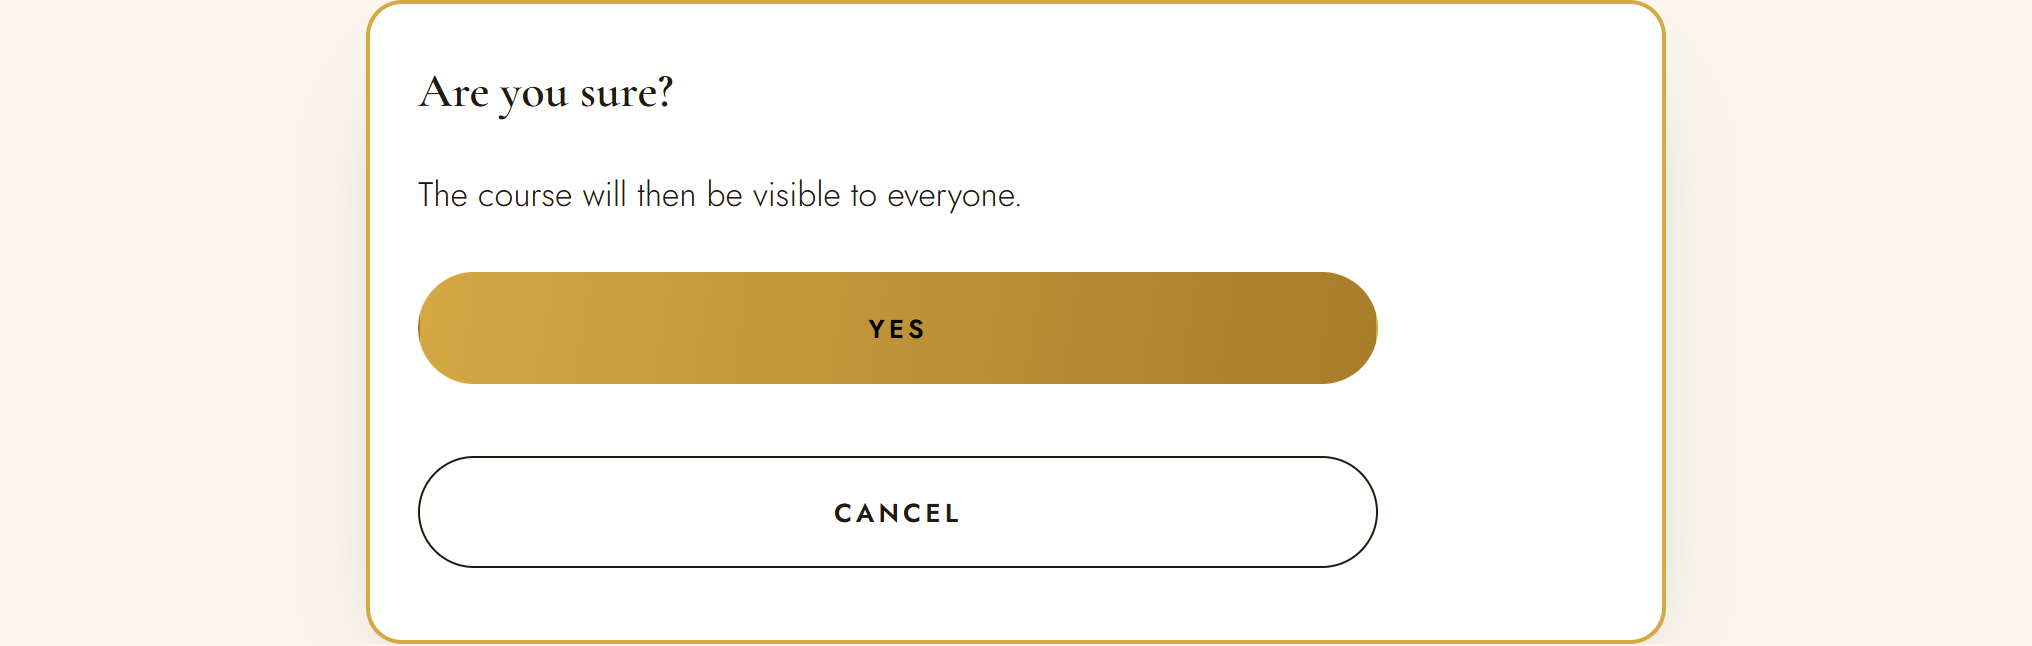 Are you sure?
The course will then be visible to everyone.
YES
CANCEL